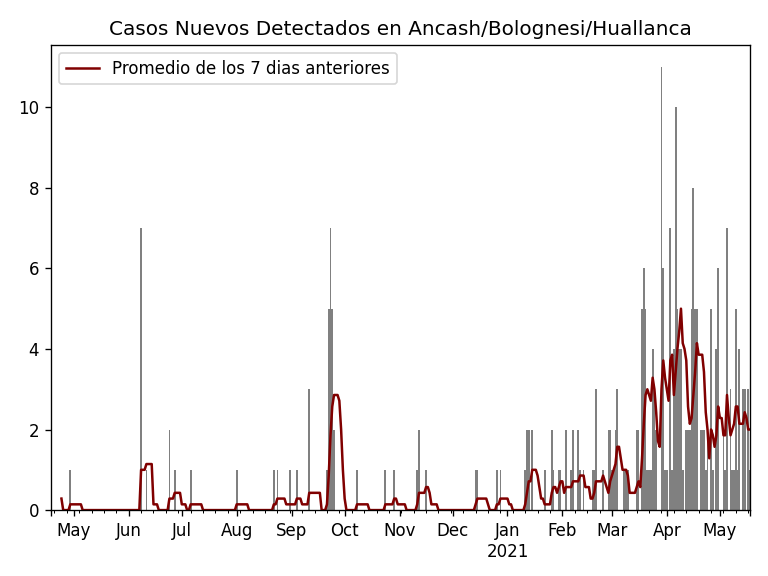 Casos Nuevos Detectados en Ancash/Bolognesi/Huallanca
Promedio de los 7 dias anteriores
10
8
6
4
2
0
May Jun Jul Aug Sep Oct Nov Dec Jan Feb Mar Apr May
2021